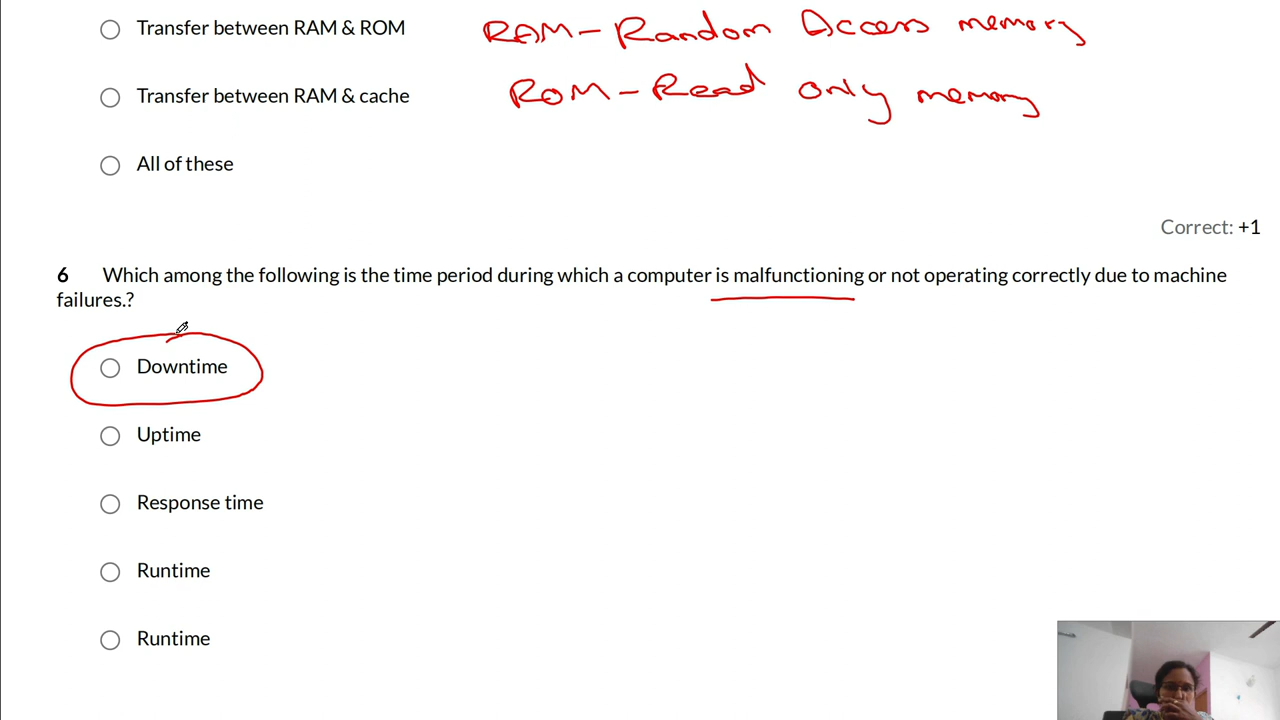 Transfer between RAM & ROM
RAM - Random Access memory
Transfer between RAM & cache
ROM - Read only memory
All of these
Correct: +1
6 Which among the following is the time period during which a computer is malfunctioning or not operating correctly due to machine
failures.?
Downtime
Uptime
Response time
Runtime
Runtime